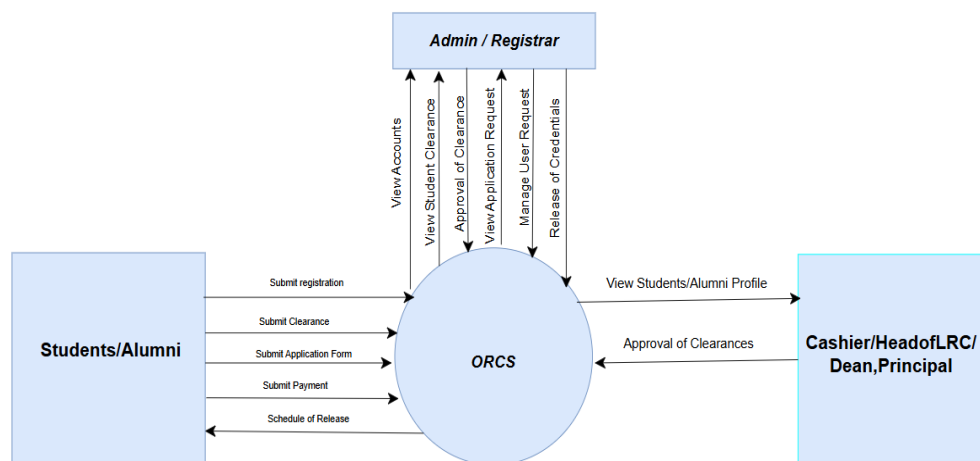 Admin / Registrar
View Accounts
View Student Clearance
Approval of Clearance
View Application Request
Manage User Request
Release of Credentials
Students/Alumni
Submit registration
Submit Clearance
Submit Application Form
Submit Payment
Schedule of Release
ORCS
View Students/Alumni Profile
Approval of Clearances
Cashier/HeadofLRC/
Dean,Principal